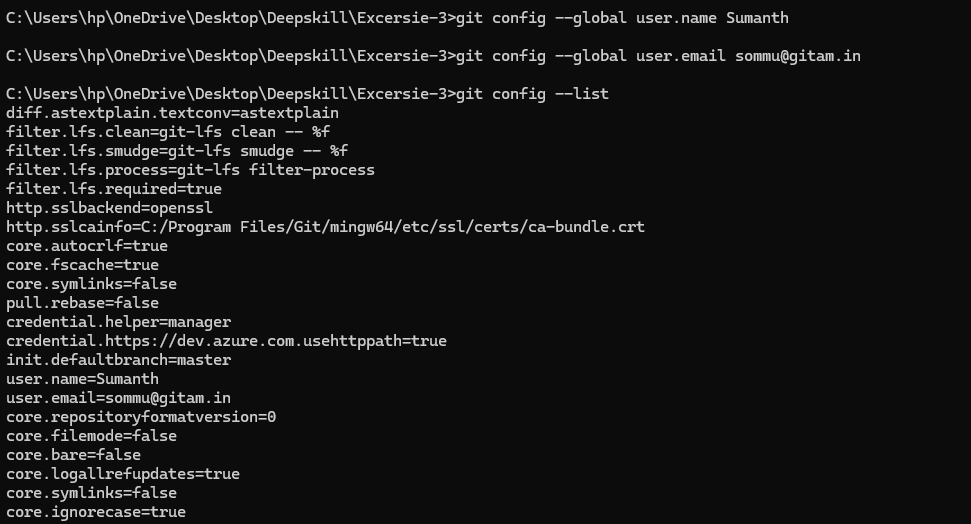 C:\Users\hp\OneDrive\Desktop\Deepskill\Excersie-3>git config --global user.name Sumanth
C:\Users\hp\OneDrive\Desktop\Deepskill\Excersie-3>git config --global user.email sommu@gitam.in
C:\Users\hp\OneDrive\Desktop\Deepskill\Excersie-3>git config --list
diff.astextplain.textconv=astextplain
filter.lfs.clean=git-lfs clean -- %f
filter.lfs.smudge=git-lfs smudge -- %f
filter.lfs.process=git-lfs filter-process
filter.lfs.required=true
http.sslbackend=openssl
http.sslcainfo=C:/Program Files/Git/mingw64/etc/ssl/certs/ca-bundle.crt
core.autocrlf=true
core.fscache=true
core.symlinks=false
pull.rebase=false
credential.helper=manager
credential.https://dev.azure.com.usehttppath=true
init.defaultbranch=master
user.name=Sumanth
user.email=sommu@gitam.in
core.repositoryformatversion=0
core.filemode=false
core.bare=false
core.logallrefupdates=true
core.symlinks=false
core.ignorecase=true